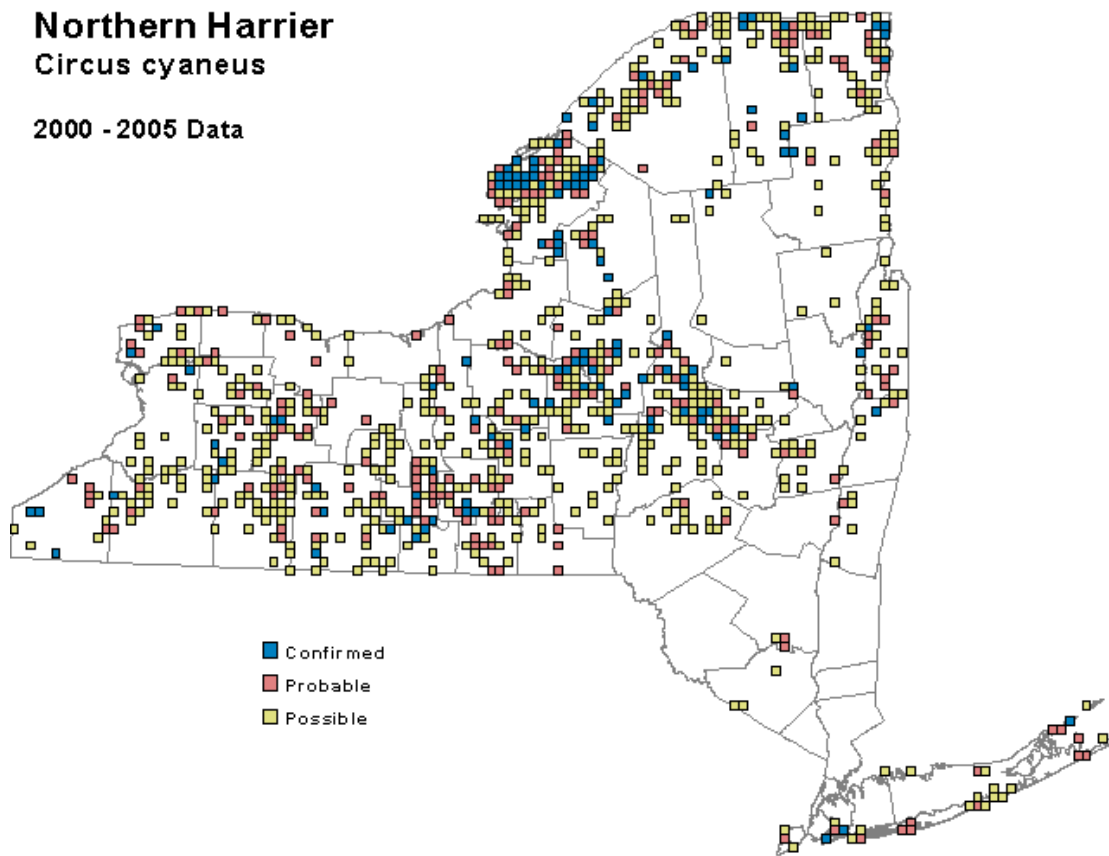 Northern Harrier
Circus cyaneus
2000 - 2005 Data
Confirmed
Probable
Possible